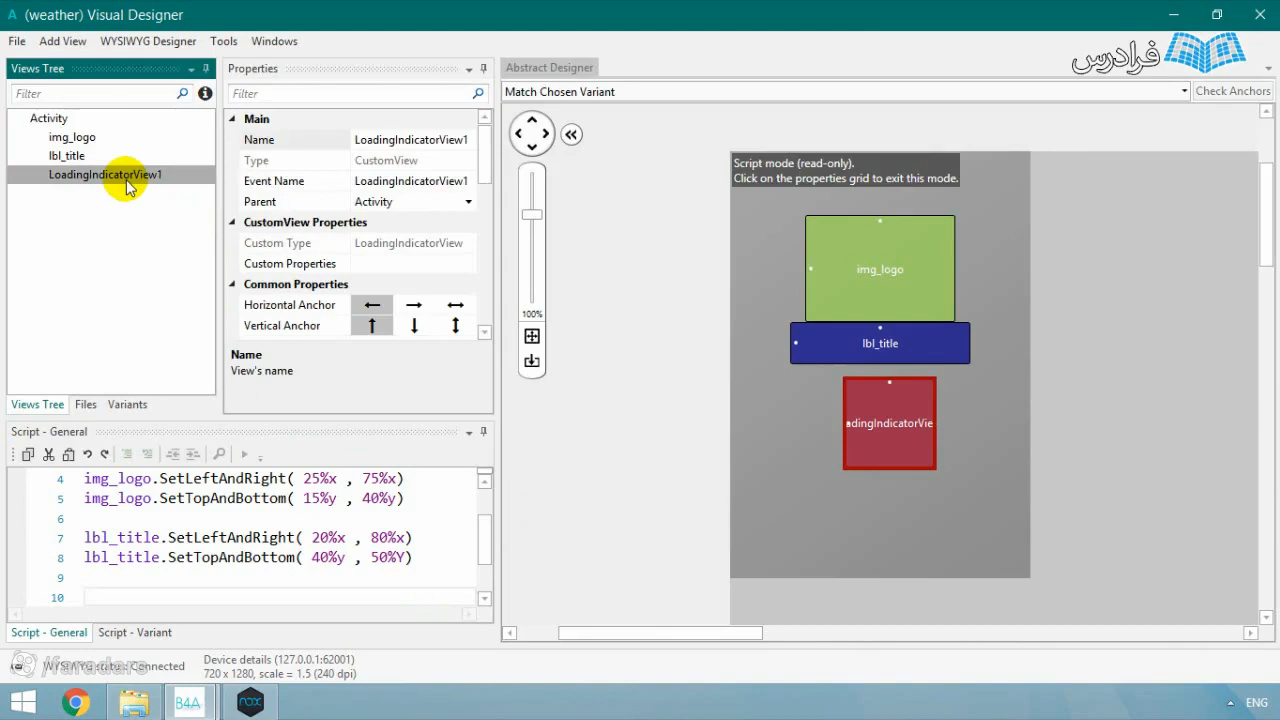 (weather) Visual Designer
File Add View WYSIWYG Designer Tools Windows
فرادرس
Views Tree
Filter
Activity
img_logo
lbl_title
LoadingIndicatorView1
Views Tree Files Variants
Properties
Filter
Main
Name LoadingIndicatorView1
Type CustomView
Event Name LoadingIndicatorView1
Parent Activity
CustomView Properties
Custom Type LoadingIndicatorView
Custom Properties
Common Properties
Horizontal Anchor
Vertical Anchor
Name
View's name
Abstract Designer
Match Chosen Variant Check Anchors
Script mode (read-only).
Click on the properties grid to exit this mode.
img_logo
lbl_title
adingIndicatorVie
100%
Script - General
4 img_logo.SetLeftAndRight( 25%x , 75%x)
5 img_logo.SetTopAndBottom( 15%y , 40%y)
6
7 lbl_title.SetLeftAndRight( 20%x , 80%x)
8 lbl_title.SetTopAndBottom( 40%y , 50%Y)
9
10
Script - General Script - Variant
WYSIWYG status: Connected
/faradars
Device details (127.0.0.1:62001)
720 x 1280, scale = 1.5 (240 dpi)
B4A
nox
ENG